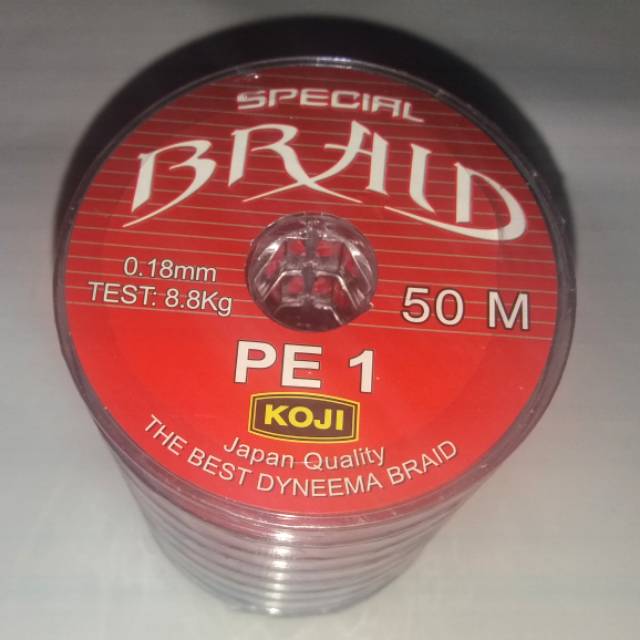 SPECIAL
BRAID
0.18mm
TEST: 8.8Kg
50 M
PE 1
KOJI
Japan Quality
THE BEST DYNEEMA BRAID